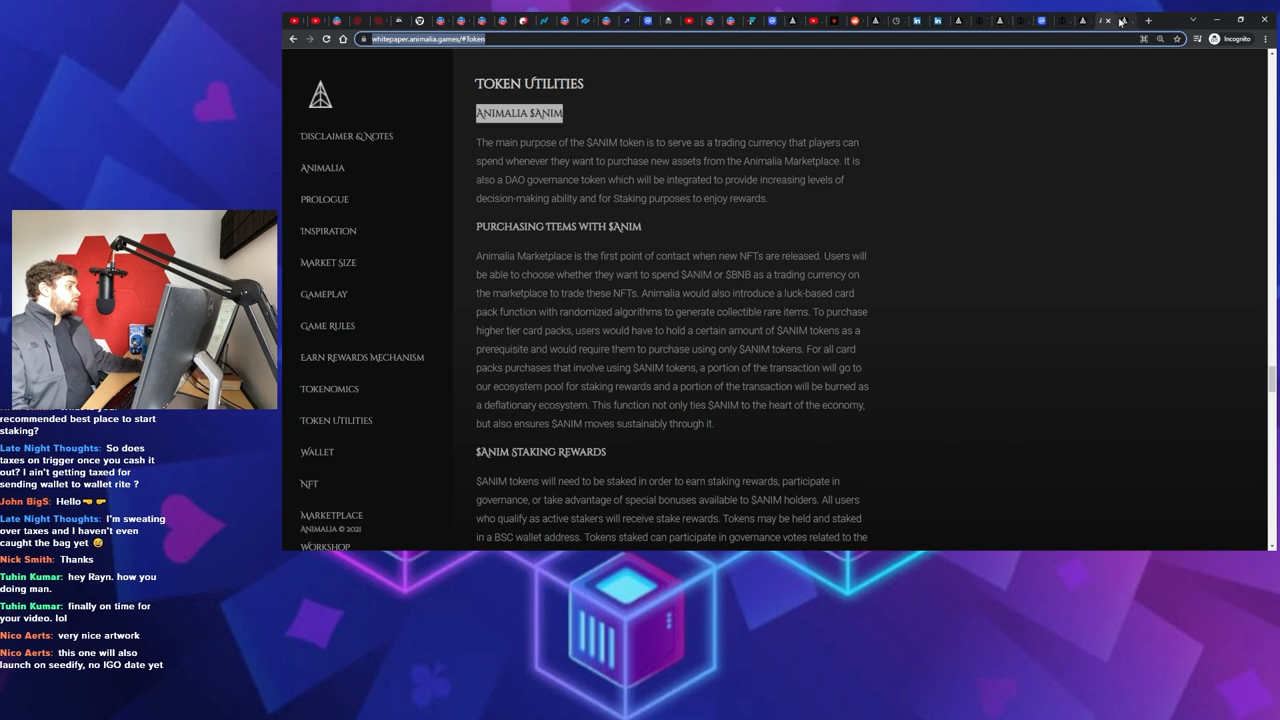 whitepaper.animalia.games/#Token
Incognito
Disclaimer & Notes
Animalia
Prologue
Inspiration
Market Size
Gameplay
Game Rules
Earn Rewards Mechanism
Tokenomics
Token Utilities
Wallet
NFT
Marketplace
Animalia © 2021
Workshop
Token Utilities
Animalia $ANIM
The main purpose of the $ANIM token is to serve as a trading currency that players can
spend whenever they want to purchase new assets from the Animalia Marketplace. It is
also a DAO governance token which will be integrated to provide increasing levels of
decision-making ability and for Staking purposes to enjoy rewards.
Purchasing Items with $ANIM
Animalia Marketplace is the first point of contact when new NFTs are released. Users will
be able to choose whether they want to spend $ANIM or $BNB as a trading currency on
the marketplace to trade these NFTs. Animalia would also introduce a luck-based card
pack function with randomized algorithms to generate collectible rare items. To purchase
higher tier card packs, users would have to hold a certain amount of $ANIM tokens as a
prerequisite and would require them to purchase using only $ANIM tokens. For all card
packs purchases that involve using $ANIM tokens, a portion of the transaction will go to
our ecosystem pool for staking rewards and a portion of the transaction will be burned as
a deflationary ecosystem. This function not only ties $ANIM to the heart of the economy,
but also ensures $ANIM moves sustainably through it.
$ANIM Staking Rewards
$ANIM tokens will need to be staked in order to earn staking rewards, participate in
governance, or take advantage of special bonuses available to $ANIM holders. All users
who qualify as active stakers will receive stake rewards. Tokens may be held and staked
in a BSC wallet address. Tokens staked can participate in governance votes related to the
recommended best place to start
staking?
Late Night Thoughts: So does
taxes on trigger once you cash it
out? I ain't getting taxed for
sending wallet to wallet rite ?
John BigS: Hello🤜 🤛
Late Night Thoughts: I'm sweating
over taxes and I haven't even
caught the bag yet 😅
Nick Smith: Thanks
Tuhin Kumar: hey Rayn. how you
doing man.
Tuhin Kumar: finally on time for
your video. lol
Nico Aerts: very nice artwork
Nico Aerts: this one will also
launch on seedify, no IGO date yet